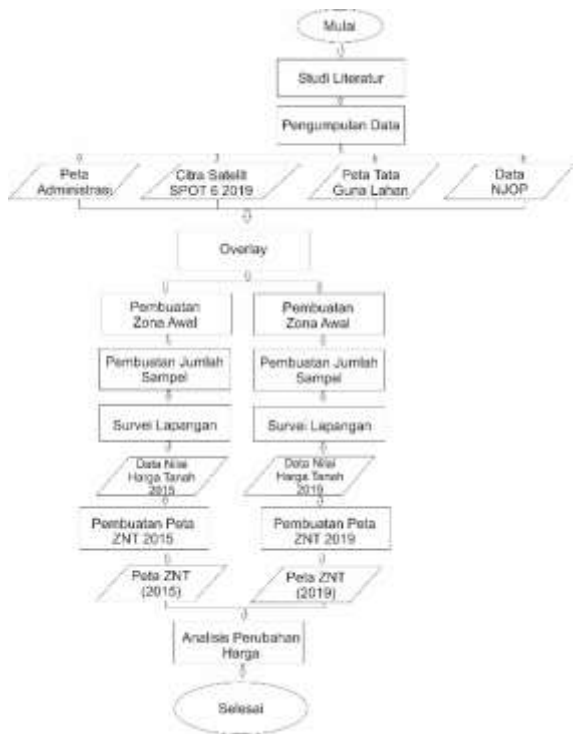 Mulai
Studi Literatur
Pengumpulan Data
Peta
Administrasi
Citra Satelit
SPOT 6 2019
Peta Tata
Guna Lahan
Data
NJOP
Overlay
Pembuatan
Zona Awal
Pembuatan
Zona Awal
Pembuatan Jumlah
Sampel
Pembuatan Jumlah
Sampel
Survei Lapangan
Survei Lapangan
Data Nilai
Harga Tanah
2015
Data Nilai
Harga Tanah
2019
Pembuatan Peta
ZNT 2015
Pembuatan Peta
ZNT 2019
Peta ZNT
(2015)
Peta ZNT
(2019)
Analisis Perubahan
Harga
Selesai